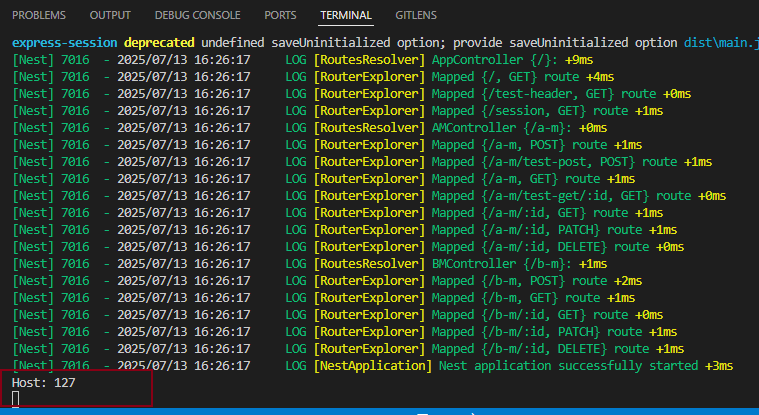 PROBLEMS OUTPUT DEBUG CONSOLE PORTS TERMINAL GITLENS
express-session deprecated undefined saveUninitialized option; provide saveUninitialized option dist\main.j
[Nest] 7016  - 2025/07/13 16:26:17     LOG [RoutesResolver] AppController {/}: +9ms
[Nest] 7016  - 2025/07/13 16:26:17     LOG [RouterExplorer] Mapped {/, GET} route +4ms
[Nest] 7016  - 2025/07/13 16:26:17     LOG [RouterExplorer] Mapped {/test-header, GET} route +0ms
[Nest] 7016  - 2025/07/13 16:26:17     LOG [RouterExplorer] Mapped {/session, GET} route +1ms
[Nest] 7016  - 2025/07/13 16:26:17     LOG [RoutesResolver] AMController {/a-m}: +0ms
[Nest] 7016  - 2025/07/13 16:26:17     LOG [RouterExplorer] Mapped {/a-m, POST} route +1ms
[Nest] 7016  - 2025/07/13 16:26:17     LOG [RouterExplorer] Mapped {/a-m/test-post, POST} route +1ms
[Nest] 7016  - 2025/07/13 16:26:17     LOG [RouterExplorer] Mapped {/a-m, GET} route +1ms
[Nest] 7016  - 2025/07/13 16:26:17     LOG [RouterExplorer] Mapped {/a-m/test-get/:id, GET} route +0ms
[Nest] 7016  - 2025/07/13 16:26:17     LOG [RouterExplorer] Mapped {/a-m/:id, GET} route +1ms
[Nest] 7016  - 2025/07/13 16:26:17     LOG [RouterExplorer] Mapped {/a-m/:id, PATCH} route +1ms
[Nest] 7016  - 2025/07/13 16:26:17     LOG [RouterExplorer] Mapped {/a-m/:id, DELETE} route +0ms
[Nest] 7016  - 2025/07/13 16:26:17     LOG [RoutesResolver] BMController {/b-m}: +1ms
[Nest] 7016  - 2025/07/13 16:26:17     LOG [RouterExplorer] Mapped {/b-m, POST} route +2ms
[Nest] 7016  - 2025/07/13 16:26:17     LOG [RouterExplorer] Mapped {/b-m, GET} route +1ms
[Nest] 7016  - 2025/07/13 16:26:17     LOG [RouterExplorer] Mapped {/b-m/:id, GET} route +0ms
[Nest] 7016  - 2025/07/13 16:26:17     LOG [RouterExplorer] Mapped {/b-m/:id, PATCH} route +1ms
[Nest] 7016  - 2025/07/13 16:26:17     LOG [RouterExplorer] Mapped {/b-m/:id, DELETE} route +1ms
[Nest] 7016  - 2025/07/13 16:26:17     LOG [NestApplication] Nest application successfully started +3ms
Host: 127